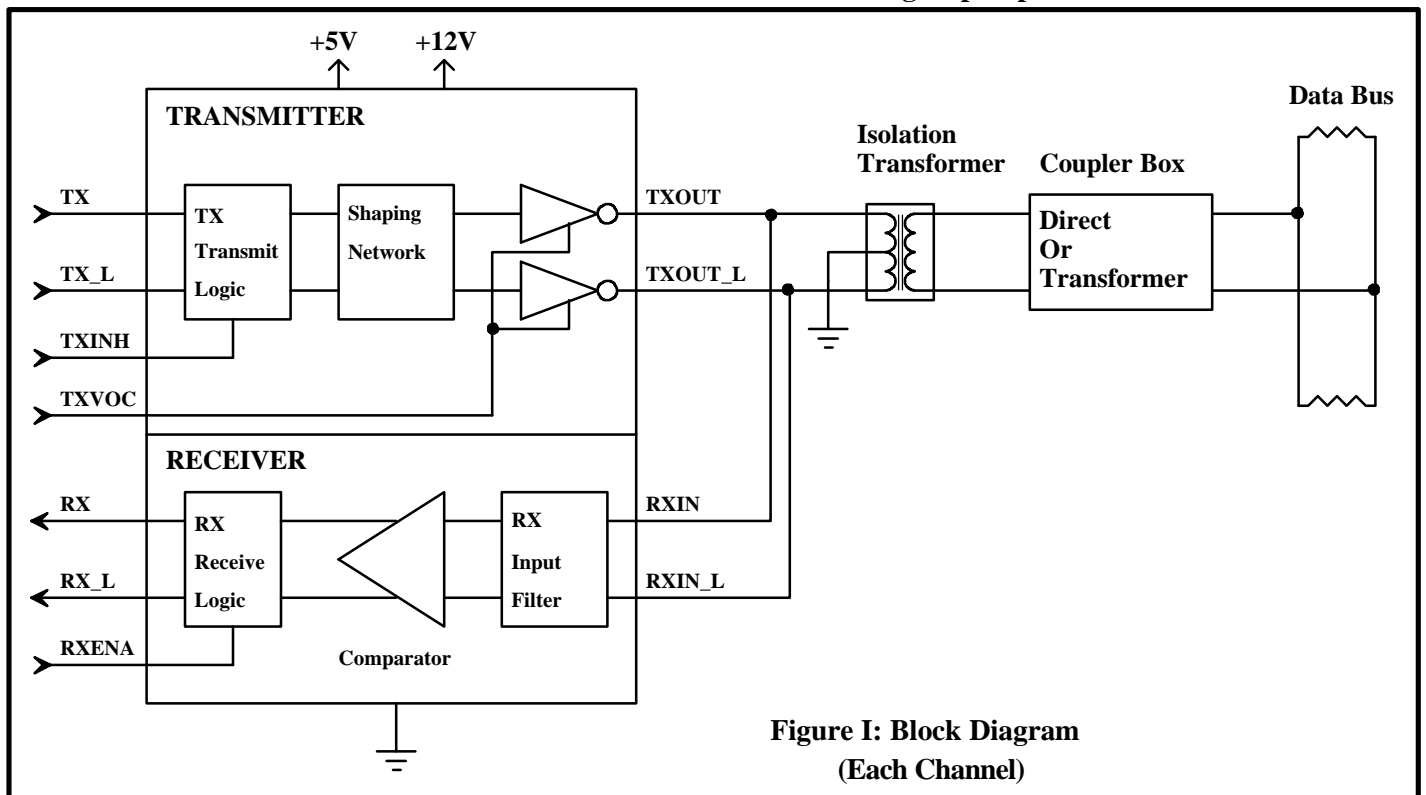 +5V +12V
TRANSMITTER
Data Bus
Isolation
Transformer
Coupler Box
TX
TX_L
TXINH
TXVOC
TX
Transmit
Logic
Shaping
Network
TXOUT
TXOUT_L
Direct
Or
Transformer
RECEIVER
RX
RX_L
RXENA
RX
Receive
Logic
Comparator
RX
Input
Filter
RXIN
RXIN_L
Figure I: Block Diagram
(Each Channel)